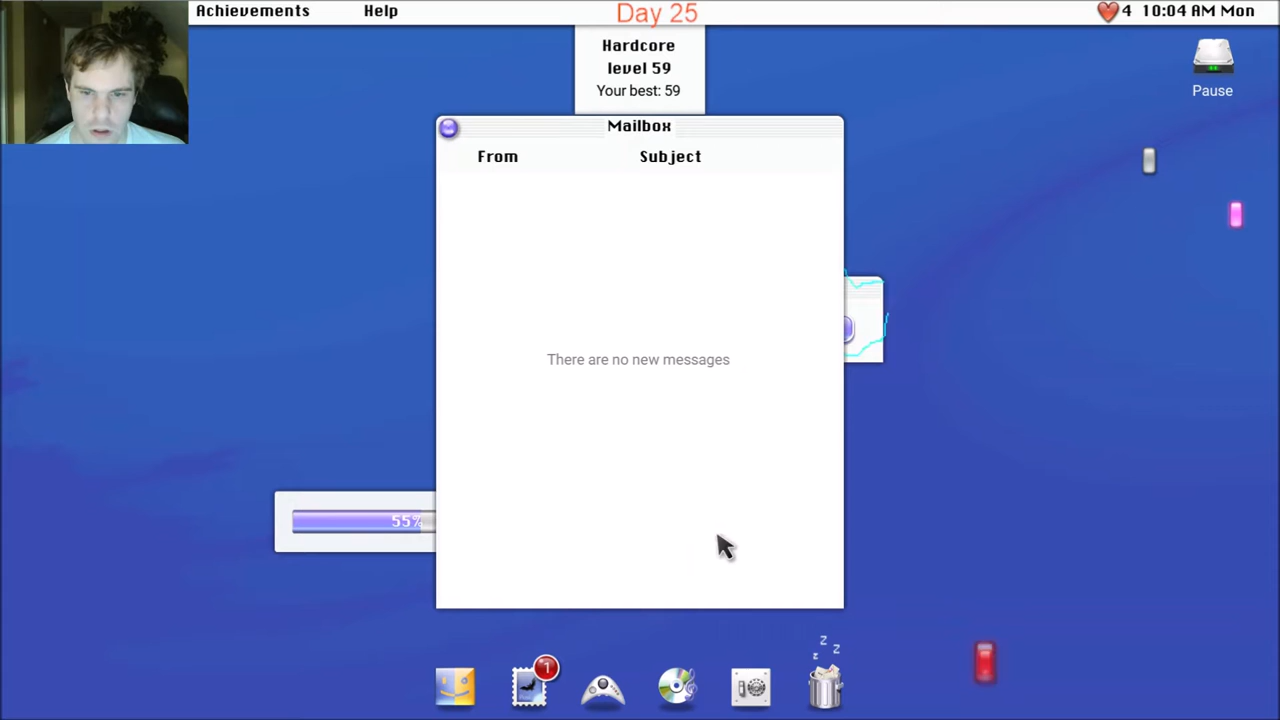 Achievements Help Day 25 4 10:04 AM Mon
Hardcore
level 59
Your best: 59
Pause
Mailbox
From Subject
There are no new messages
55%
1
z
z
z